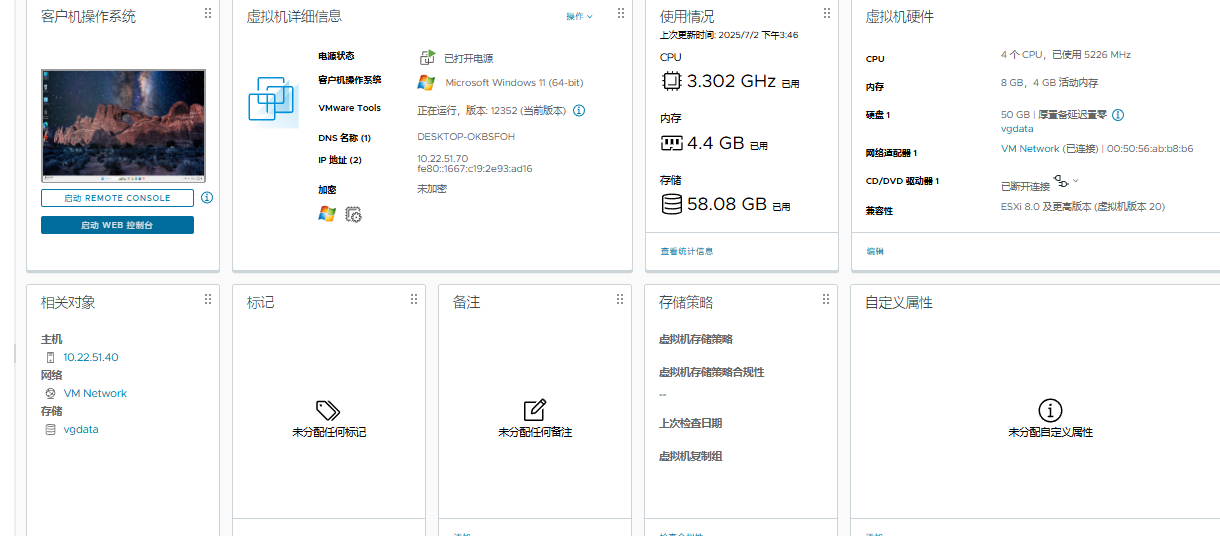 客户机操作系统
启动 REMOTE CONSOLE
启动 WEB 控制台
虚拟机详细信息
操作
电源状态
已打开电源
客户机操作系统
Microsoft Windows 11 (64-bit)
VMware Tools
正在运行，版本: 12352 (当前版本)
DNS 名称 (1)
DESKTOP-OKBSFOH
IP 地址 (2)
10.22.51.70
fe80::1667:c19:2e93:ad16
加密
未加密
使用情况
上次更新时间: 2025/7/2 下午3:46
CPU
3.302 GHz 已用
内存
4.4 GB 已用
存储
58.08 GB 已用
查看统计信息
虚拟机硬件
CPU
4 个 CPU，已使用 5226 MHz
内存
8 GB，4 GB 活动内存
硬盘 1
50 GB | 厚置备延迟置零
vgdata
网络适配器 1
VM Network (已连接) | 00:50:56:ab:b8:b6
CD/DVD 驱动器 1
已断开连接
兼容性
ESXi 8.0 及更高版本 (虚拟机版本 20)
编辑
相关对象
主机
10.22.51.40
网络
VM Network
存储
vgdata
标记
未分配任何标记
备注
未分配任何备注
存储策略
虚拟机存储策略
虚拟机存储策略合规性
--
上次检查日期
虚拟机复制组
自定义属性
未分配自定义属性